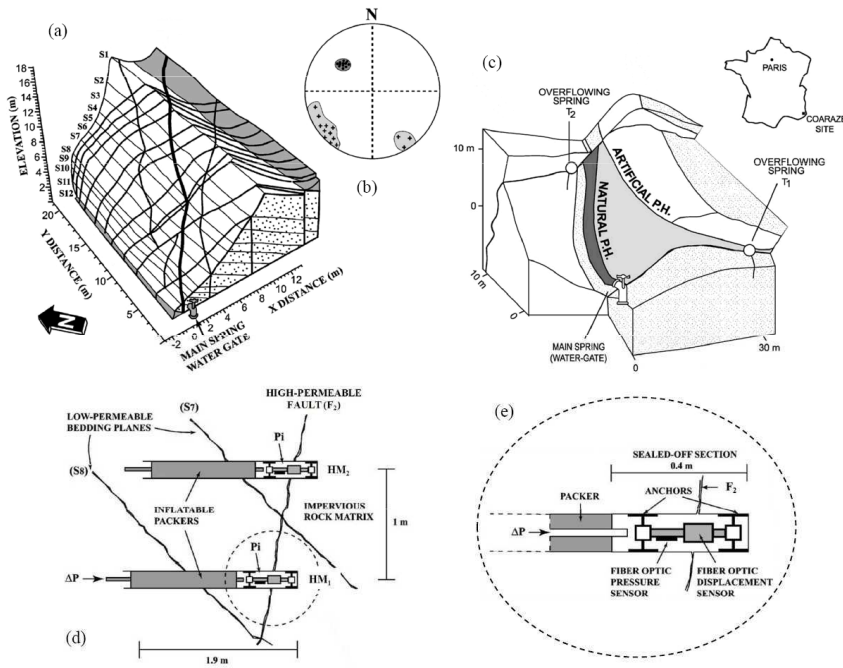 (a)
18
16
14
12
10
8
6
4
2
ELEVATION (m)
S1
S2
S3
S4
S5
S6
S7
S8
S9
S10
S11
S12
20
15
10
5
Y DISTANCE (m)
-2
0
2
4
6
8
10
12
X DISTANCE (m)
MAIN SPRING
WATER GATE
N
N
(b)
(c)
PARIS
COARAZE
SITE
OVERFLOWING
SPRING
T2
OVERFLOWING
SPRING
T1
10 m
0
ARTIFICIAL P.H.
NATURAL P.H.
10 m
0
MAIN SPRING
(WATER-GATE)
0
30 m
HIGH-PERMEABLE
FAULT (F2)
LOW-PERMEABLE
BEDDING PLANES
(S7)
(S8)
Pi
HM2
INFLATABLE
PACKERS
IMPERVIOUS
ROCK MATRIX
1 m
Pi
ΔP
HM1
(d)
1.9 m
(e)
SEALED-OFF SECTION
0.4 m
F2
PACKER
ANCHORS
ΔP
FIBER OPTIC
PRESSURE
SENSOR
FIBER OPTIC
DISPLACEMENT
SENSOR